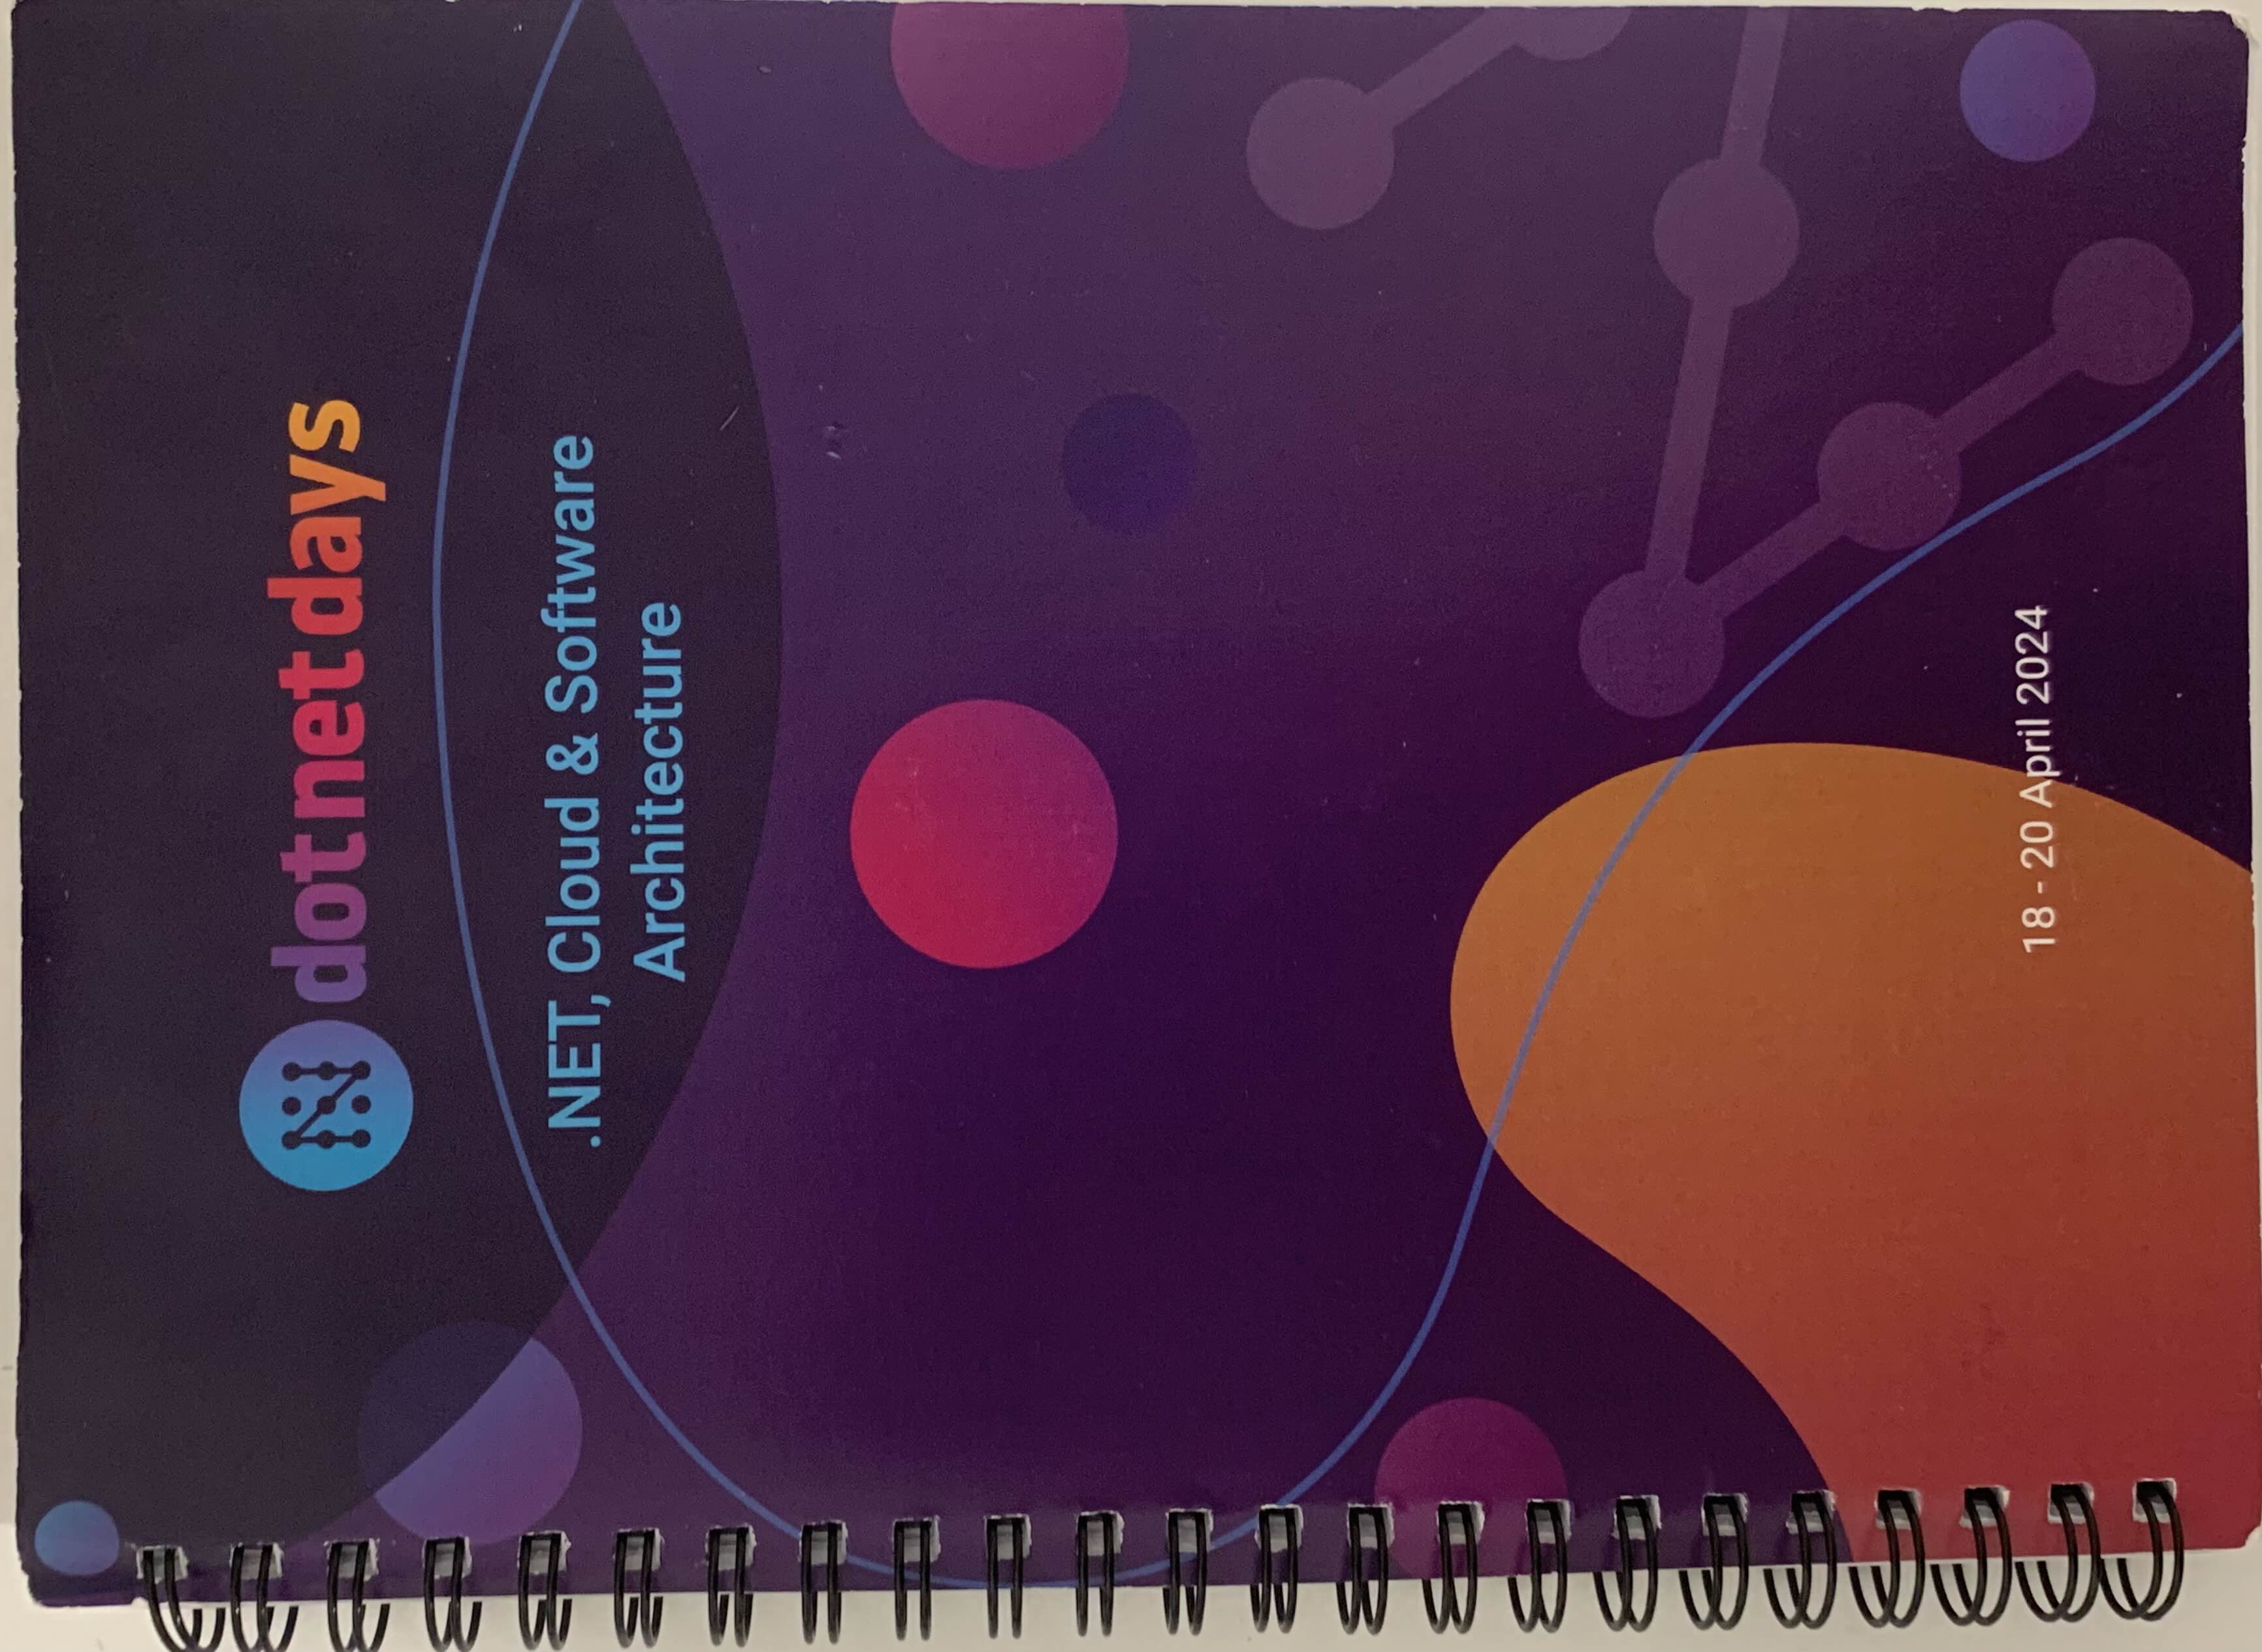 dotnetdays
.NET, Cloud & Software
Architecture
18 - 20 April 2024